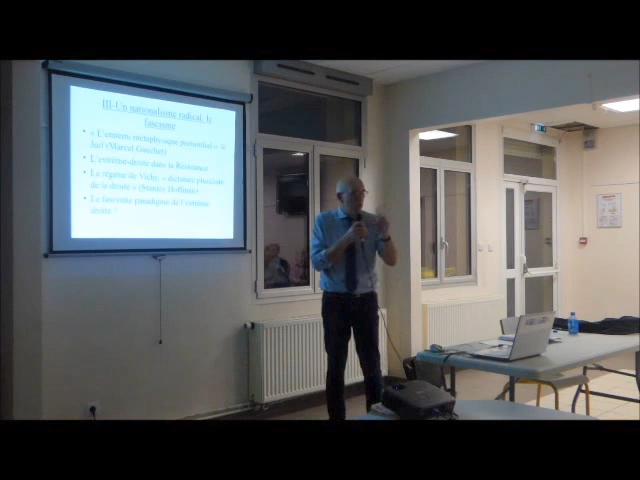 III-Un nationalisme radical, le
fascisme
• « L'ennemi métaphysique primordial » : le
Juif (Marcel Gauchet)
• L'extrême-droite dans la Résistance
• Le régime de Vichy, « dictature pluraliste
de la droite » (Stanley Hoffmann)
• Le fascisme paradigme de l'extrême
droite ?